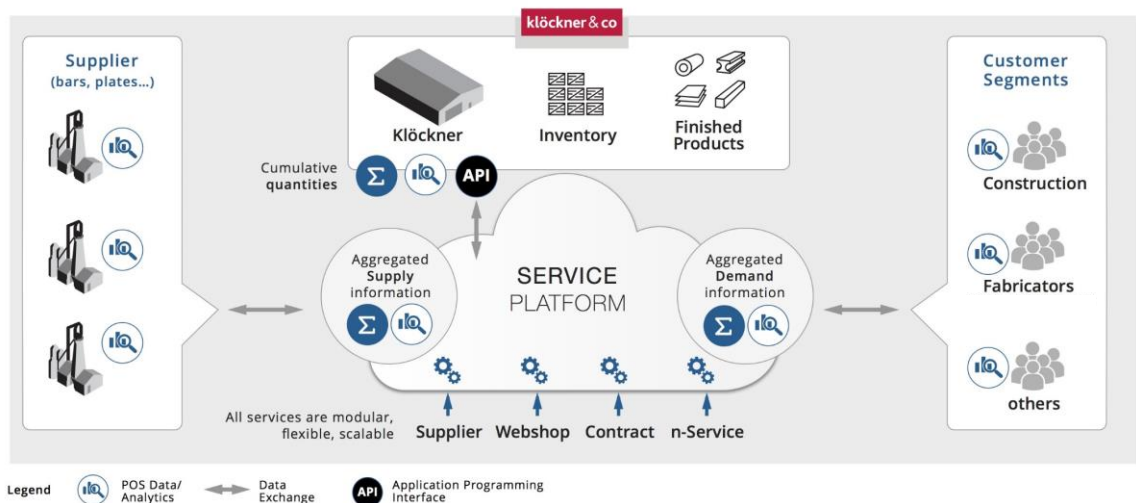 klöckner&co
Supplier
(bars, plates...)
Klöckner
Inventory
Finished
Products
Customer
Segments
Cumulative
quantities
Σ
API
Construction
Aggregated
Supply
information
Σ
SERVICE
PLATFORM
Aggregated
Demand
information
Σ
Fabricators
others
All services are modular,
flexible, scalable
Supplier
Webshop
Contract
n-Service
Legend
POS Data/
Analytics
Data
Exchange
API
Application Programming
Interface